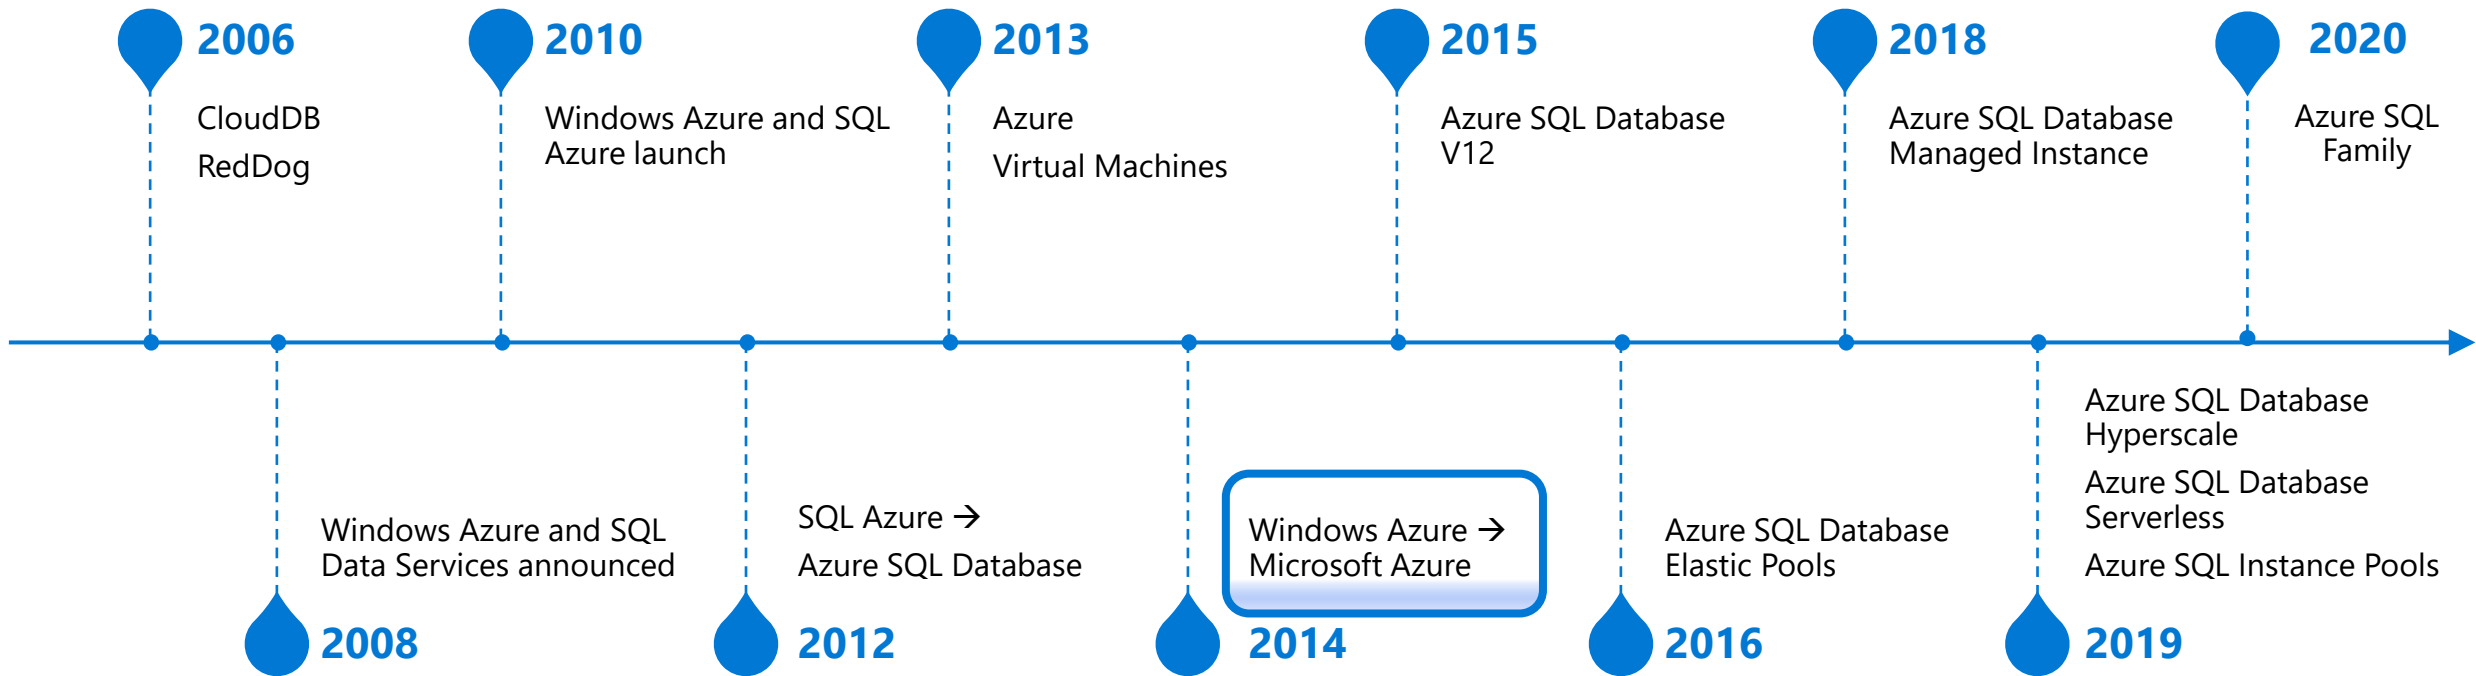 2006
CloudDB
RedDog
2010
Windows Azure and SQL
Azure launch
2013
Azure
Virtual Machines
2015
Azure SQL Database
V12
2018
Azure SQL Database
Managed Instance
2020
Azure SQL
Family
Windows Azure and SQL
Data Services announced
2008
SQL Azure →
Azure SQL Database
2012
Windows Azure →
Microsoft Azure
2014
Azure SQL Database
Elastic Pools
2016
Azure SQL Database
Hyperscale
Azure SQL Database
Serverless
Azure SQL Instance Pools
2019